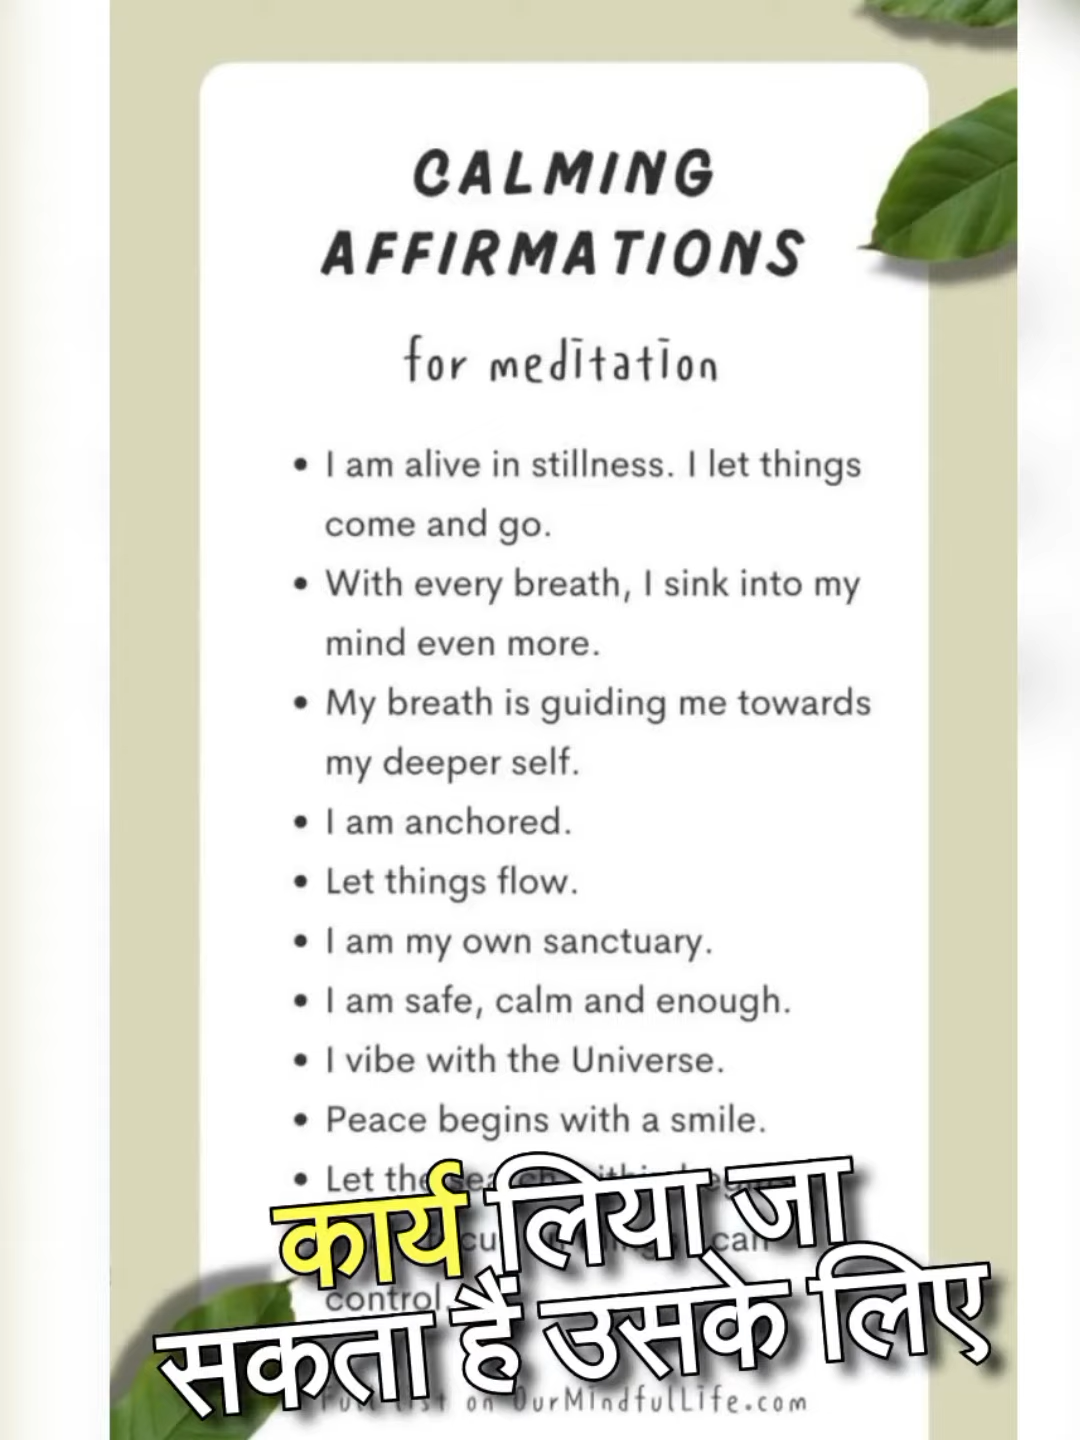 CALMING
AFFIRMATIONS
for meditation
• I am alive in stillness. I let things
come and go.
• With every breath, I sink into my
mind even more.
• My breath is guiding me towards
my deeper self.
• I am anchored.
• Let things flow.
• I am my own sanctuary.
• I am safe, calm and enough.
• I vibe with the Universe.
• Peace begins with a smile.
• Let the
can
control
कार्य लिया जा
सकता हैं उसके लिए
on OurMindfulLife.com